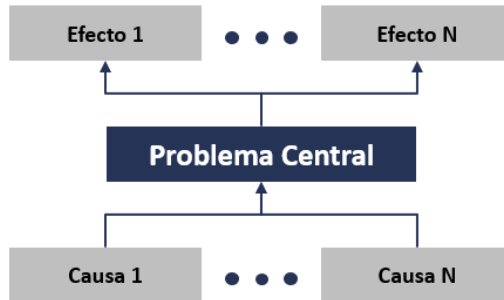 Efecto 1
Efecto N
Problema Central
Causa 1
Causa N